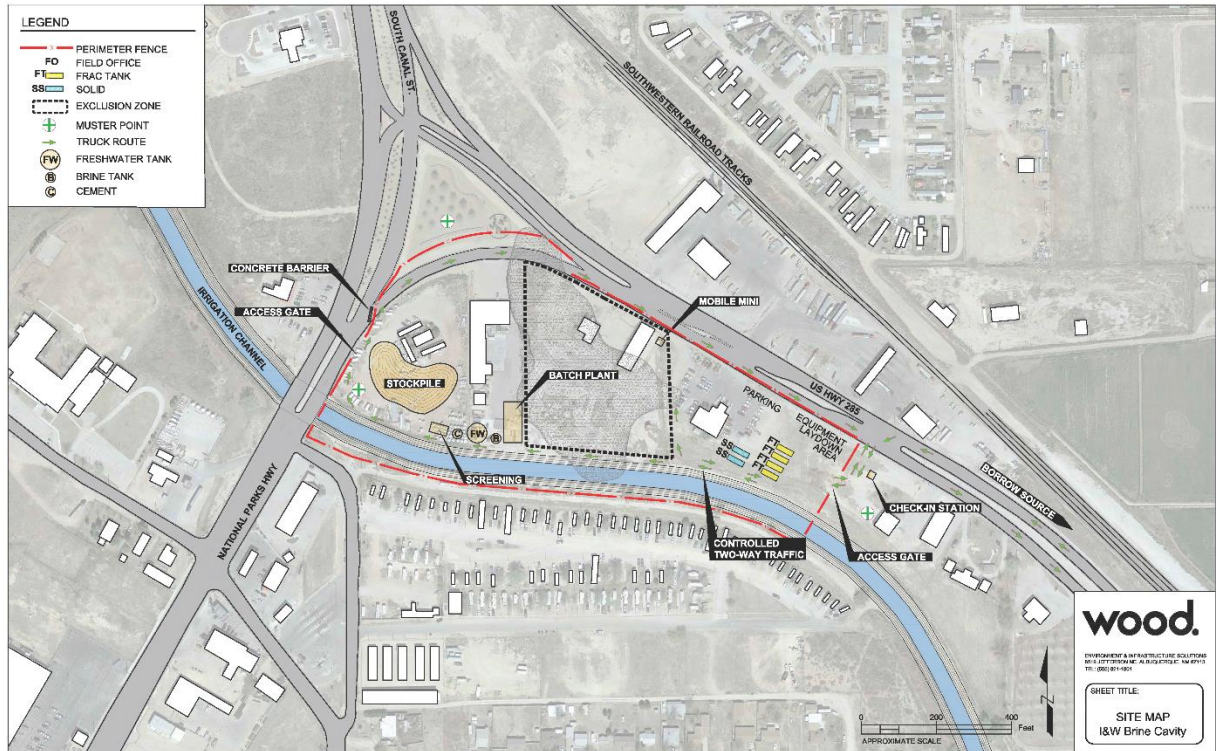 LEGEND
PERIMETER FENCE
FO FIELD OFFICE
FT FRAC TANK
SS SOLID
EXCLUSION ZONE
MUSTER POINT
TRUCK ROUTE
FW FRESHWATER TANK
B BRINE TANK
C CEMENT
SOUTH CANAL ST.
SOUTHWESTERN RAILROAD TRACKS
CONCRETE BARRIER
ACCESS GATE
IRRIGATION CHANNEL
MOBILE MINI
STOCKPILE
BATCH PLANT
US HWY 285
PARKING
EQUIPMENT
LAYDOWN
AREA
C
FW
B
SS
SS
FT
FT
FT
FT
SCREENING
NATIONAL PARKS HWY
CHECK-IN STATION
BORROW SOURCE
CONTROLLED
TWO-WAY TRAFFIC
ACCESS GATE
wood.
ENVIRONMENT & INFRASTRUCTURE SOLUTIONS
JEFFERSON NE, ALBUQUERQUE, NM
SHEET TITLE:
SITE MAP
I&W Brine Cavity
N
0 200 400
Feet
APPROXIMATE SCALE